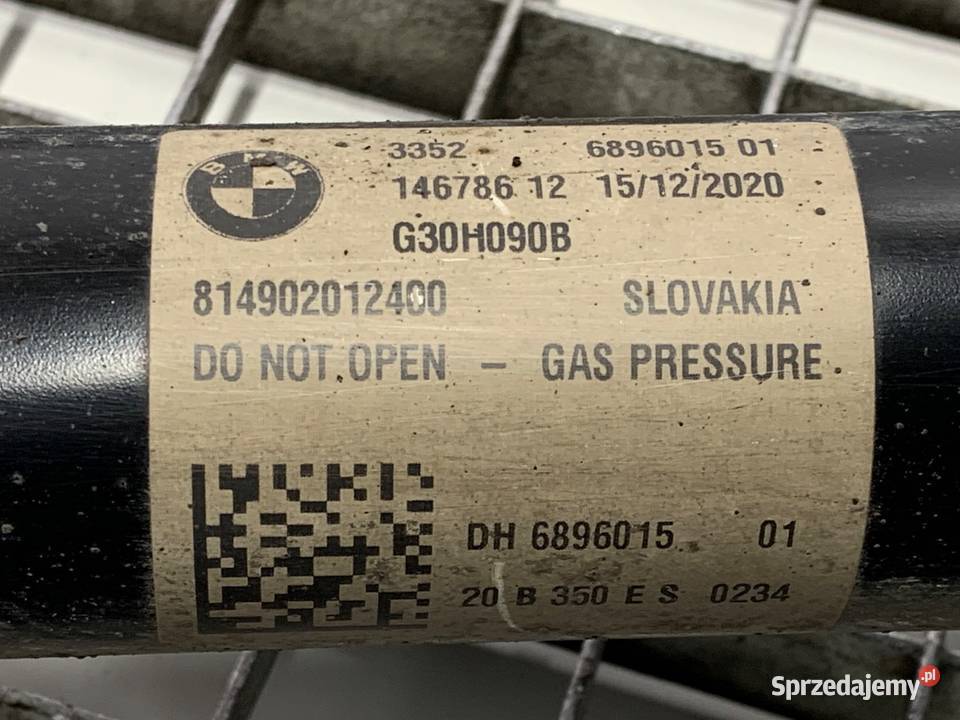 BMW
3352 6896015 01
146786 12 15/12/2020
G30H090B
814902012400 SLOVAKIA
DO NOT OPEN – GAS PRESSURE
DH 6896015 01
20 B 350 E S 0234
Sprzedajemy.pl